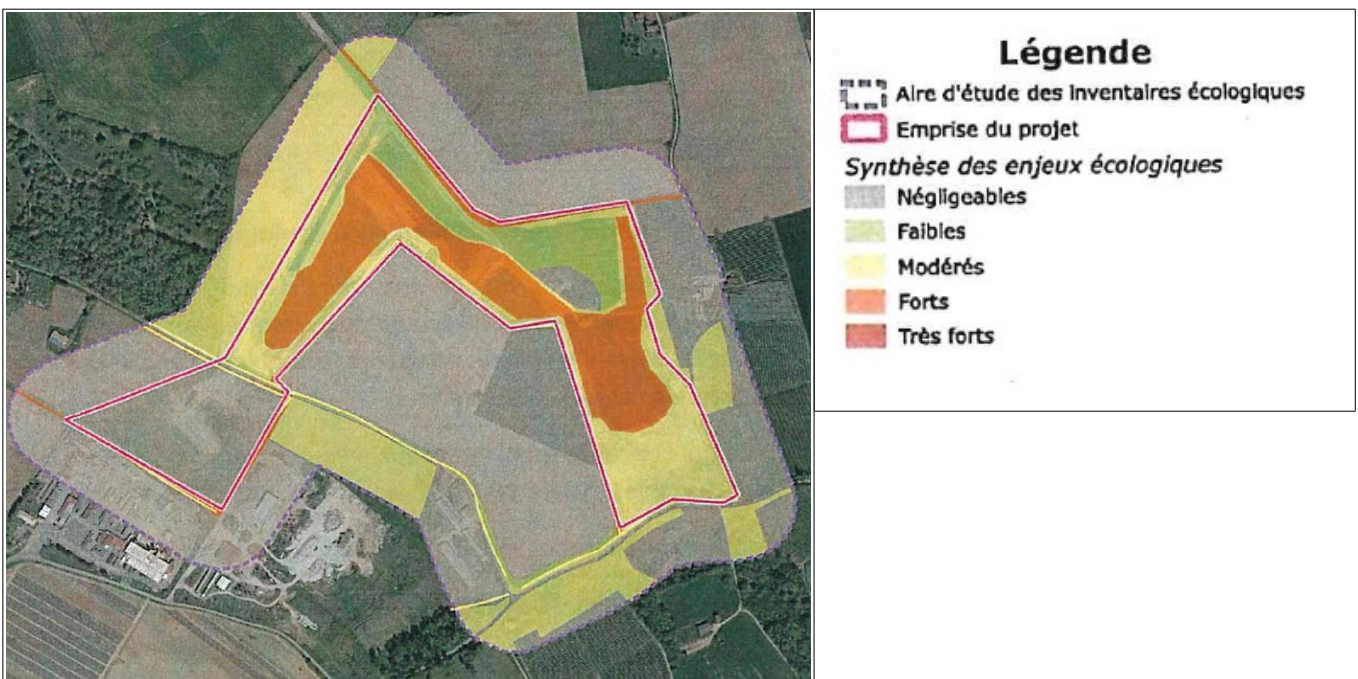 Légende
Aire d'étude des inventaires écologiques
Emprise du projet
Synthèse des enjeux écologiques
Négligeables
Faibles
Modérés
Forts
Très forts